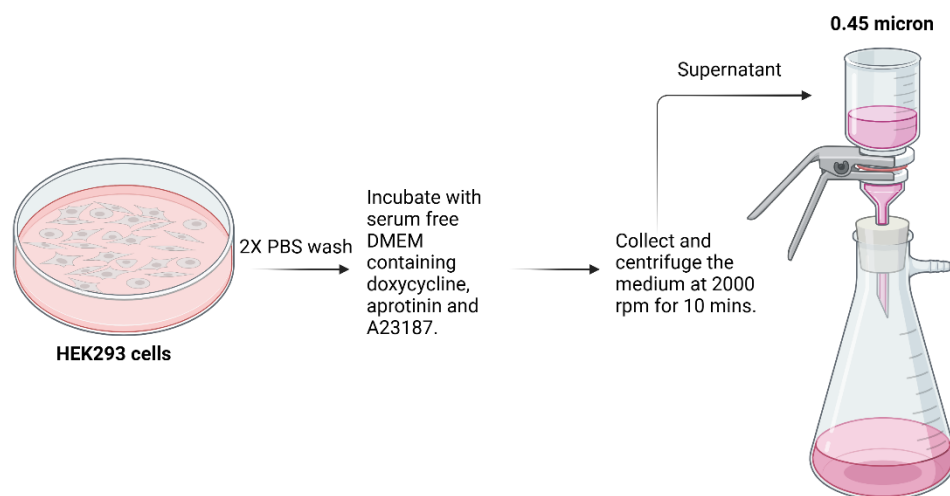 0.45 micron
Supernatant
2X PBS wash
Incubate with
serum free
DMEM
containing
doxycycline,
aprotinin and
A23187.
Collect and
centrifuge the
medium at 2000
rpm for 10 mins.
HEK293 cells